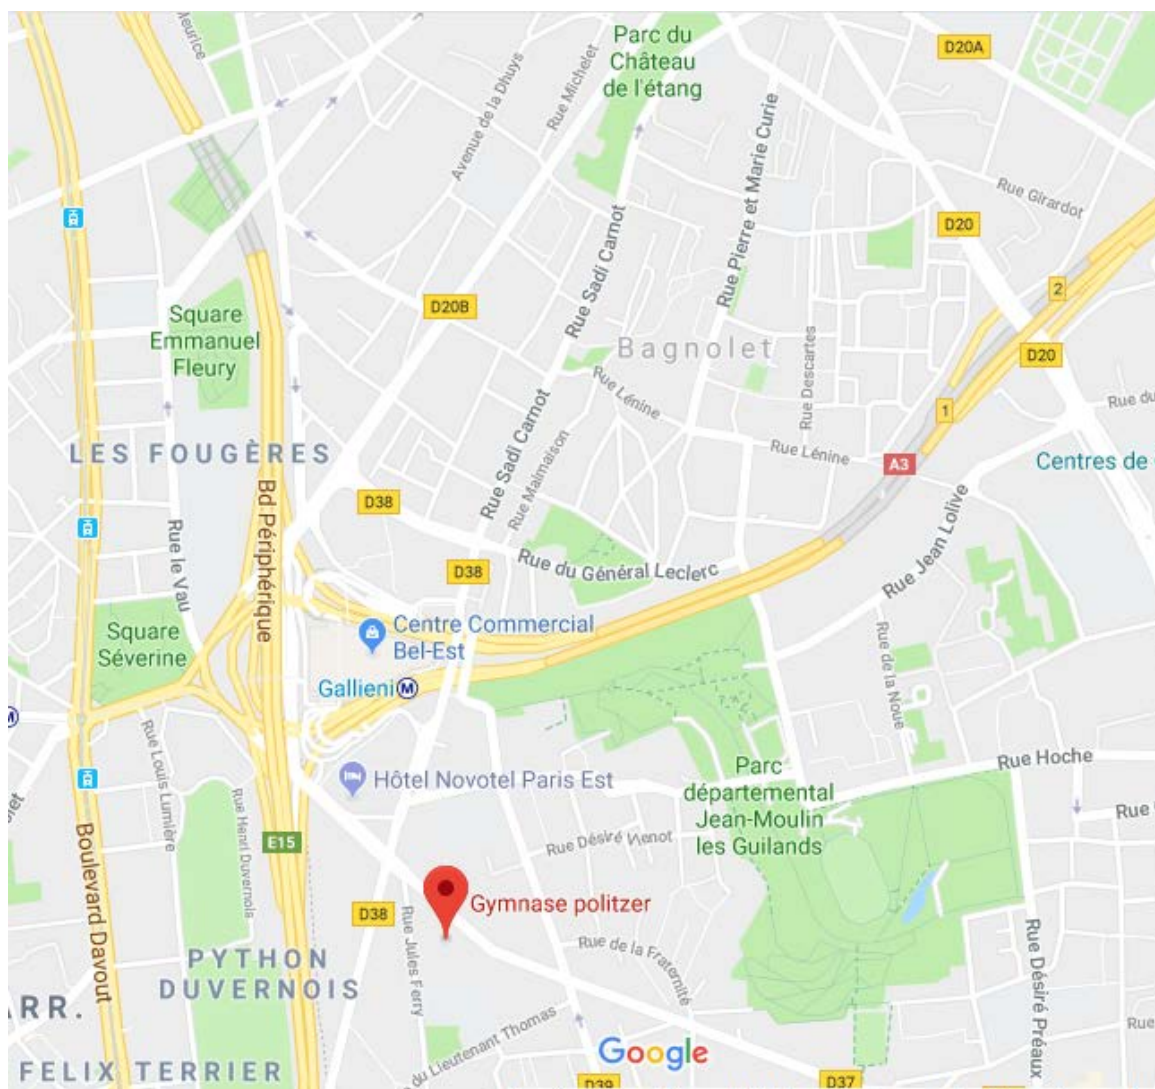 Meurice
Avenue de la Dhuys
Rue Michelet
Parc du
Château
de l'étang
D20A
Rue Pierre et Marie Curie
Rue Girardot
D20
Rue Sadi Carnot
D20B
Square
Emmanuel
Fleury
Bagnolet
2
D20
Rue Descartes
Rue Lénine
1
Rue du
LES FOUGÈRES
Rue Sadi Carnot
Rue Malmaison
Rue Lénine
A3
Centres de
D38
Bd Périphérique
Rue le Vau
Rue Jean Lolive
D38
Rue du Général Leclerc
Square
Séverine
Centre Commercial
Bel-Est
Gallieni
M
M
Rue de la Noue
Rue Louis Lumière
Rue Henri Duvernois
Hôtel Novotel Paris Est
Parc
départemental
Jean-Moulin
les Guilands
Rue Hoche
Boulevard Davout
E15
Rue Désiré Vienot
Gymnase politzer
D38
Rue Jules Ferry
Rue de la Fraternité
Rue Désiré Préaux
PYTHON
DUVERNOIS
ARR.
Rue
FELIX TERRIER
du Lieutenant Thomas
Google
D39
D37